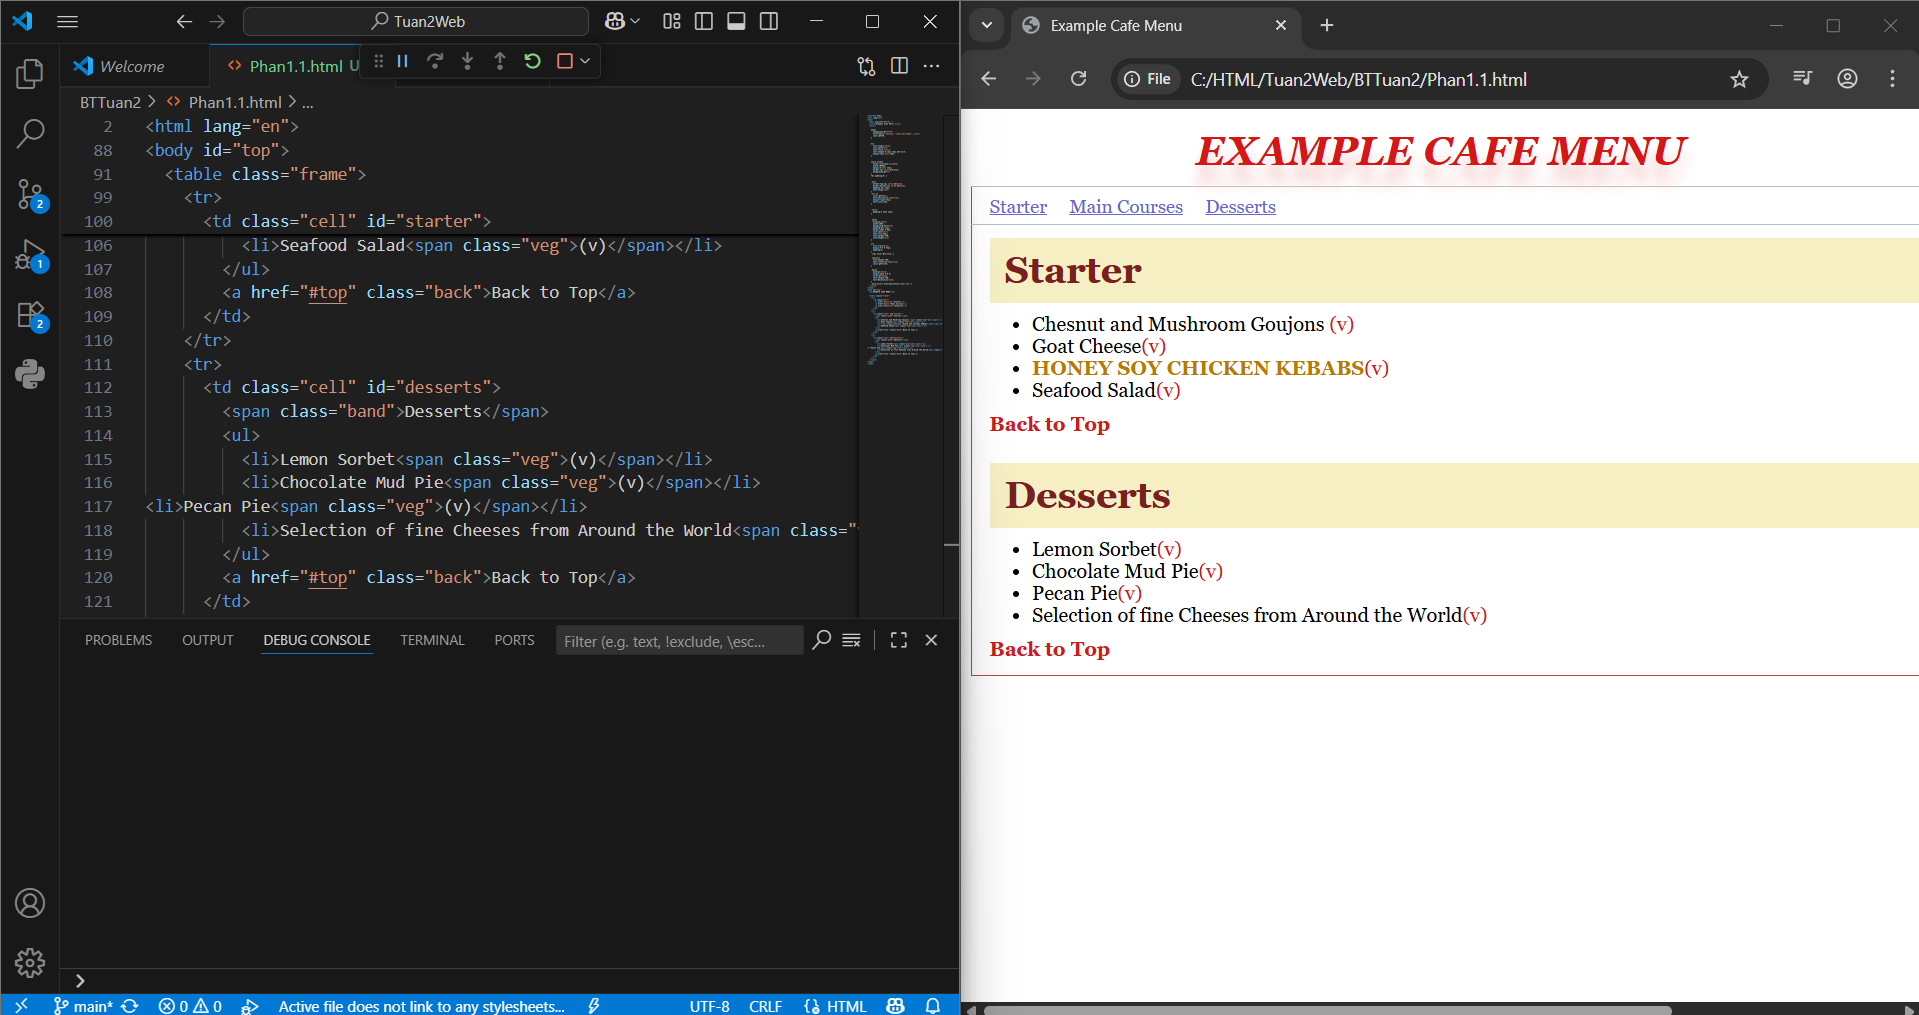 Tuan2Web
Welcome
Phan1.1.html U
BTTuan2 > Phan1.1.html > ...
2 <html lang="en">
88 <body id="top">
91 <table class="frame">
99 <tr>
100 <td class="cell" id="starter">
106 <li>Seafood Salad<span class="veg">(v)</span></li>
107 </ul>
108 <a href="#top" class="back">Back to Top</a>
109 </td>
110 </tr>
111 <tr>
112 <td class="cell" id="desserts">
113 <span class="band">Desserts</span>
114 <ul>
115 <li>Lemon Sorbet<span class="veg">(v)</span></li>
116 <li>Chocolate Mud Pie<span class="veg">(v)</span></li>
117 <li>Pecan Pie<span class="veg">(v)</span></li>
118 <li>Selection of fine Cheeses from Around the World<span class="
119 </ul>
120 <a href="#top" class="back">Back to Top</a>
121 </td>
PROBLEMS OUTPUT DEBUG CONSOLE TERMINAL PORTS Filter (e.g. text, !exclude, \esc...
2
1
2
main* 0 0 Active file does not link to any stylesheets... UTF-8 CRLF HTML
Example Cafe Menu
File C:/HTML/Tuan2Web/BTTuan2/Phan1.1.html
EXAMPLE CAFE MENU
Starter Main Courses Desserts
Starter
• Chesnut and Mushroom Goujons (v)
• Goat Cheese(v)
• HONEY SOY CHICKEN KEBABS(v)
• Seafood Salad(v)
Back to Top
Desserts
• Lemon Sorbet(v)
• Chocolate Mud Pie(v)
• Pecan Pie(v)
• Selection of fine Cheeses from Around the World(v)
Back to Top